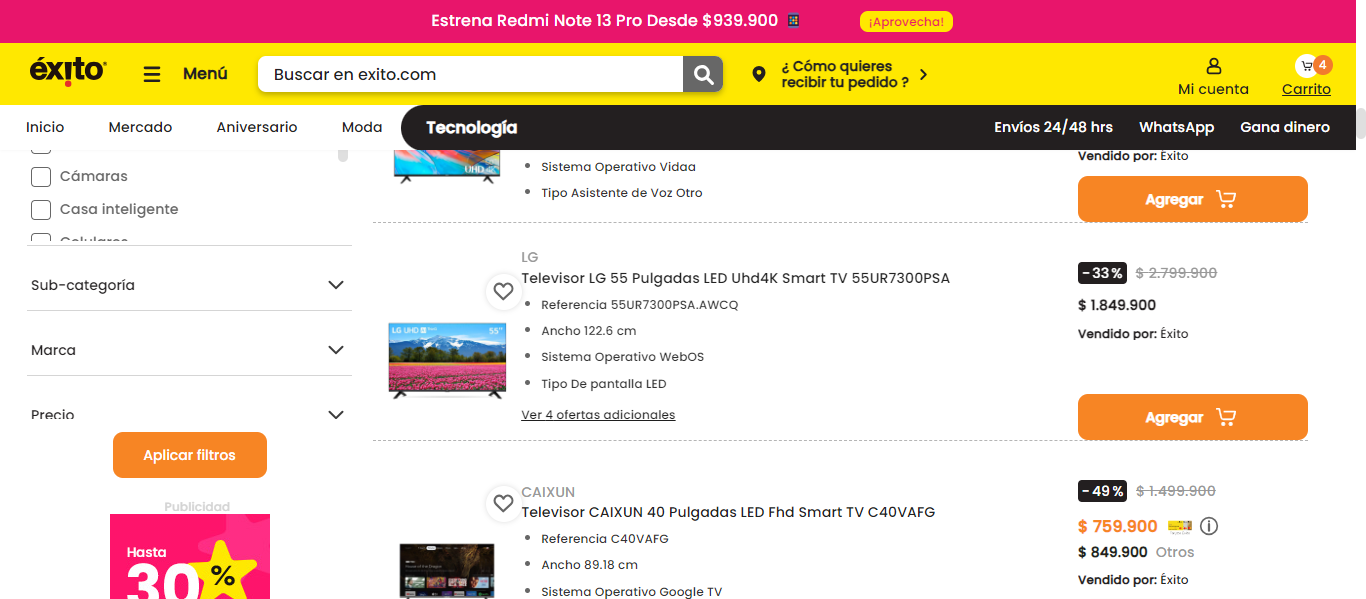 Estrena Redmi Note 13 Pro Desde $939.900
¡Aprovecha!
éxito
Menú
Buscar en exito.com
¿ Cómo quieres
recibir tu pedido ?
Mi cuenta
4
Carrito
Inicio
Mercado
Aniversario
Moda
Tecnología
Envíos 24/48 hrs
WhatsApp
Gana dinero
Cámaras
Casa inteligente
Celulares
Sub-categoría
Marca
Precio
Aplicar filtros
Publicidad
Hasta
30%
UHD
Sistema Operativo Vidaa
Tipo Asistente de Voz Otro
Vendido por: Éxito
Agregar
LG
Televisor LG 55 Pulgadas LED Uhd4K Smart TV 55UR7300PSA
LG UHD
55"
Referencia 55UR7300PSA.AWCQ
Ancho 122.6 cm
Sistema Operativo WebOS
Tipo De pantalla LED
Ver 4 ofertas adicionales
- 33 %
$ 2.799.900
$ 1.849.900
Vendido por: Éxito
Agregar
CAIXUN
Televisor CAIXUN 40 Pulgadas LED Fhd Smart TV C40VAFG
Referencia C40VAFG
Ancho 89.18 cm
Sistema Operativo Google TV
- 49 %
$ 1.499.900
$ 759.900
$ 849.900 Otros
Vendido por: Éxito